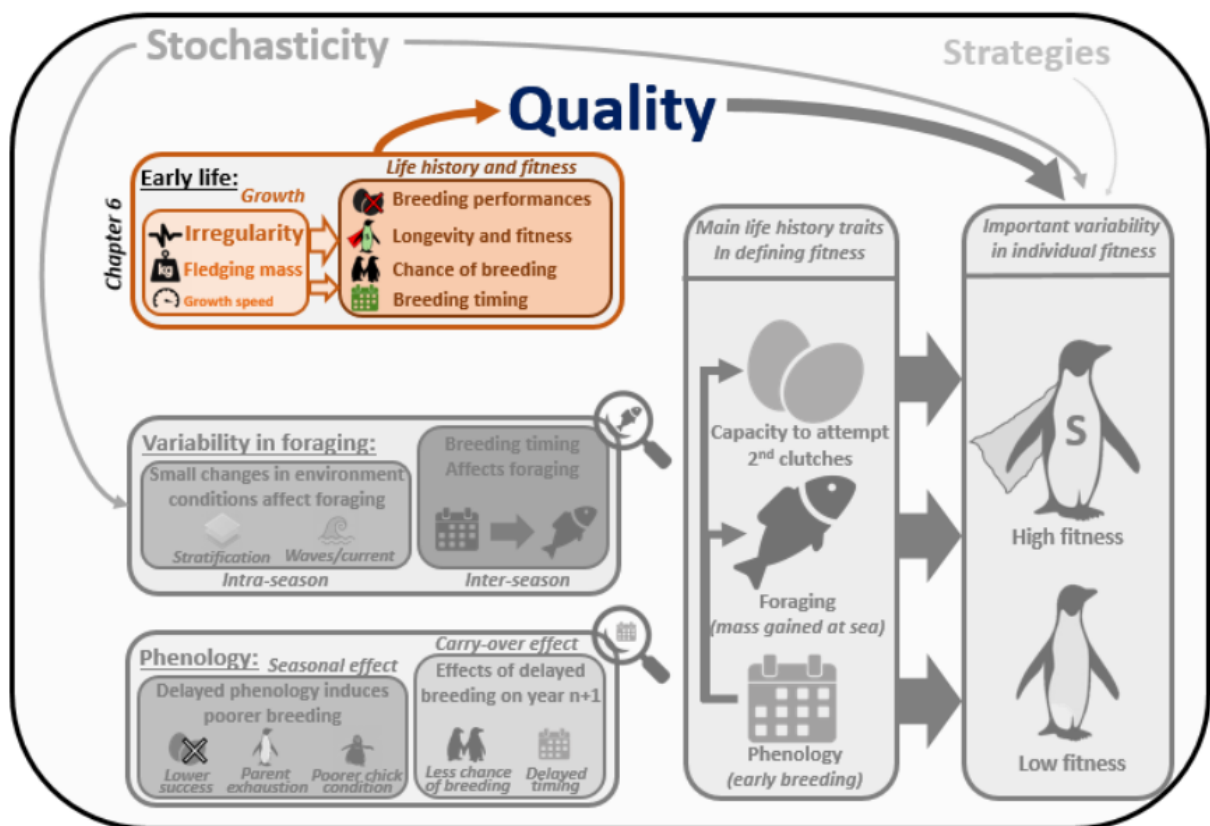 Stochasticity
Strategies
Quality
Chapter 6
Early life:
Growth
Irregularity
kg
Fledging mass
Growth speed
Life history and fitness
Breeding performances
Longevity and fitness
Chance of breeding
Breeding timing
Variability in foraging:
Small changes in environment
conditions affect foraging
Stratification
Waves/current
Intra-season
Breeding timing
Affects foraging
Inter-season
Phenology:
Seasonal effect
Delayed phenology induces
poorer breeding
Lower
success
Parent
exhaustion
Poorer chick
condition
Carry-over effect
Effects of delayed
breeding on year n+1
Less chance
of breeding
Delayed
timing
Main life history traits
In defining fitness
Capacity to attempt
2nd clutches
Foraging
(mass gained at sea)
Phenology
(early breeding)
Important variability
in individual fitness
S
High fitness
Low fitness